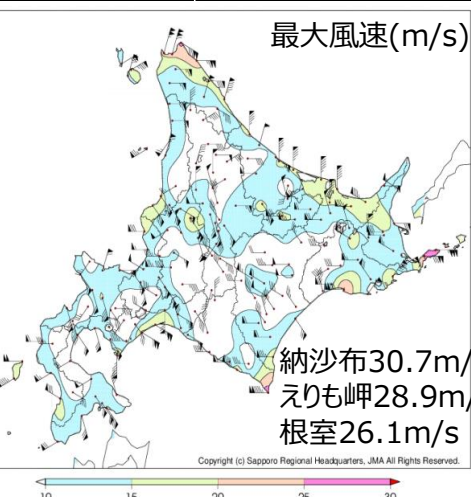 最大風速(m/s)
納沙布30.7m/
えりも岬28.9m/
根室26.1m/s
Copyright (c) Sapporo Regional Headquarters, JMA All Rights Reserved.
10 15 20 25 30